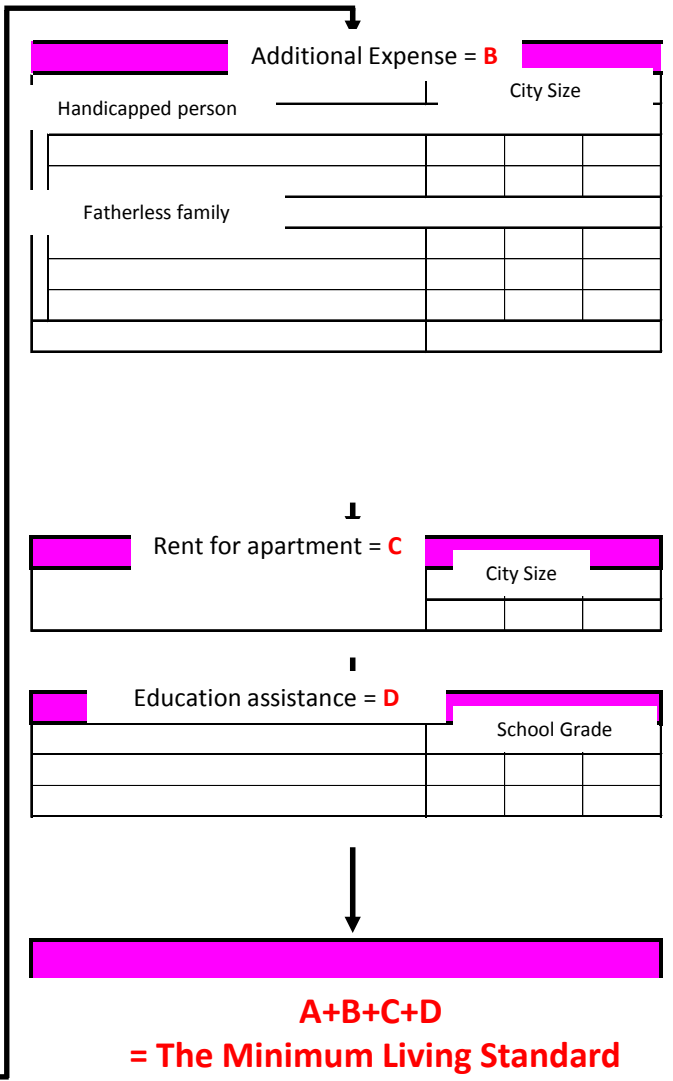 Additional Expense = B
City Size
Handicapped person
Fatherless family
Rent for apartment = C
City Size
Education assistance = D
School Grade
A+B+C+D
= The Minimum Living Standard